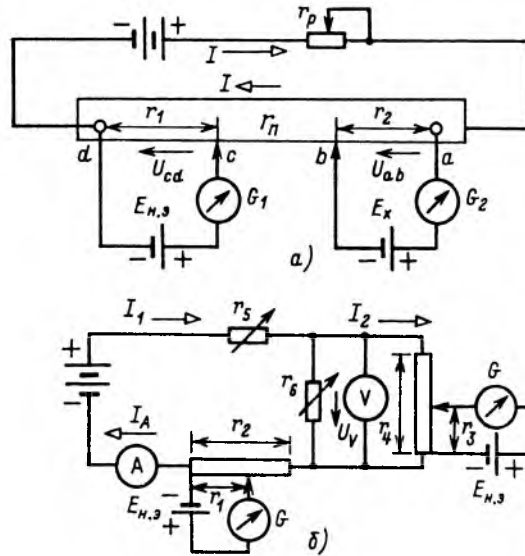 − + I r_p
I
r_1 r_п r_2
d c b a
U_cd U_ab
G_1 G_2
E_н,э E_x
− + − +
а)
I_1 r_5 I_2
+ −
r_6 V U_V r_4 G r_3
I_A r_2
A
− + E_н,э
E_н,э r_1 G
− +
б)